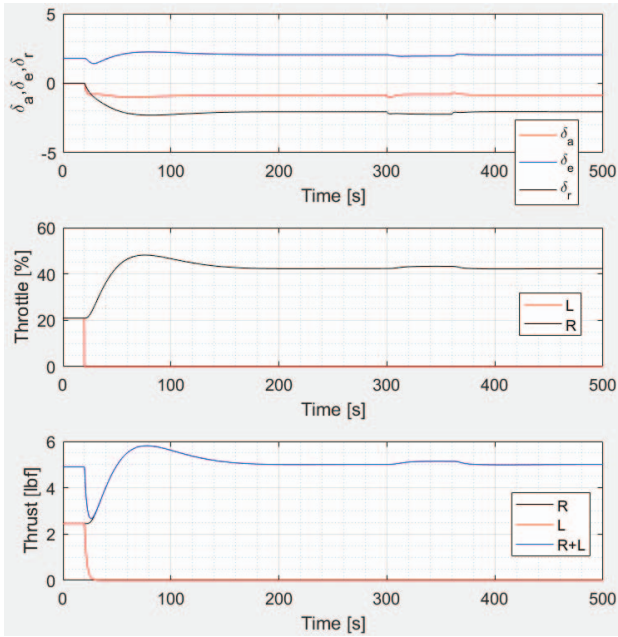 5
0
-5
δa,δe,δr
0 100 200 300 400 500
Time [s]
δa
δe
δr
60
40
20
0
Throttle [%]
0 100 200 300 400 500
Time [s]
L
R
6
4
2
0
Thrust [lbf]
0 100 200 300 400 500
Time [s]
R
L
R+L